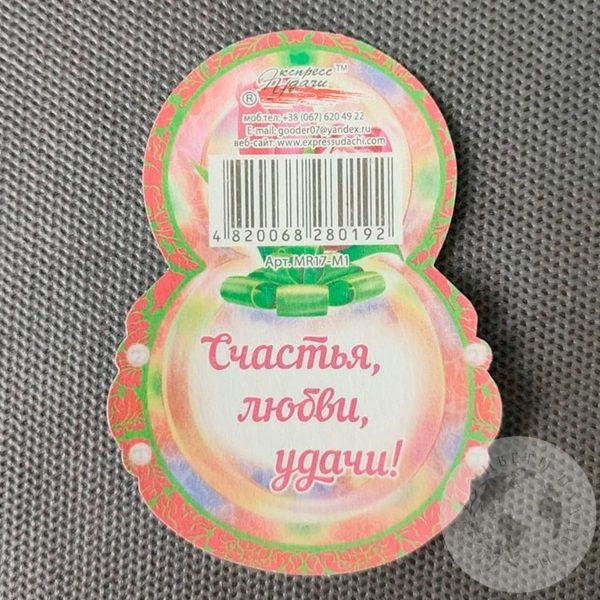 Экспресс ™
Удачи
®
моб.тел: +38 (067) 620 49 22
E-mail: gooder07@yandex.ru
веб-сайт: www.expressudachi.com
4 820068 280192
Арт. MR17-M1
Счастья,
любви,
удачи!